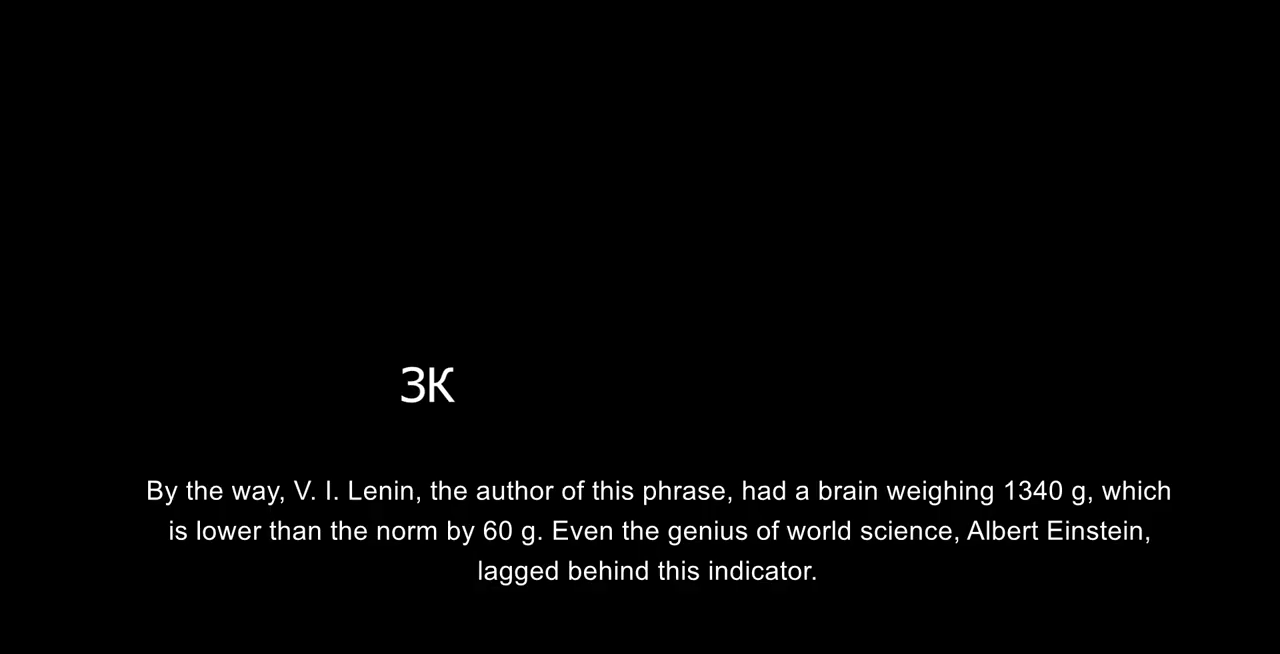 ЗК
By the way, V. I. Lenin, the author of this phrase, had a brain weighing 1340 g, which
is lower than the norm by 60 g. Even the genius of world science, Albert Einstein,
lagged behind this indicator.